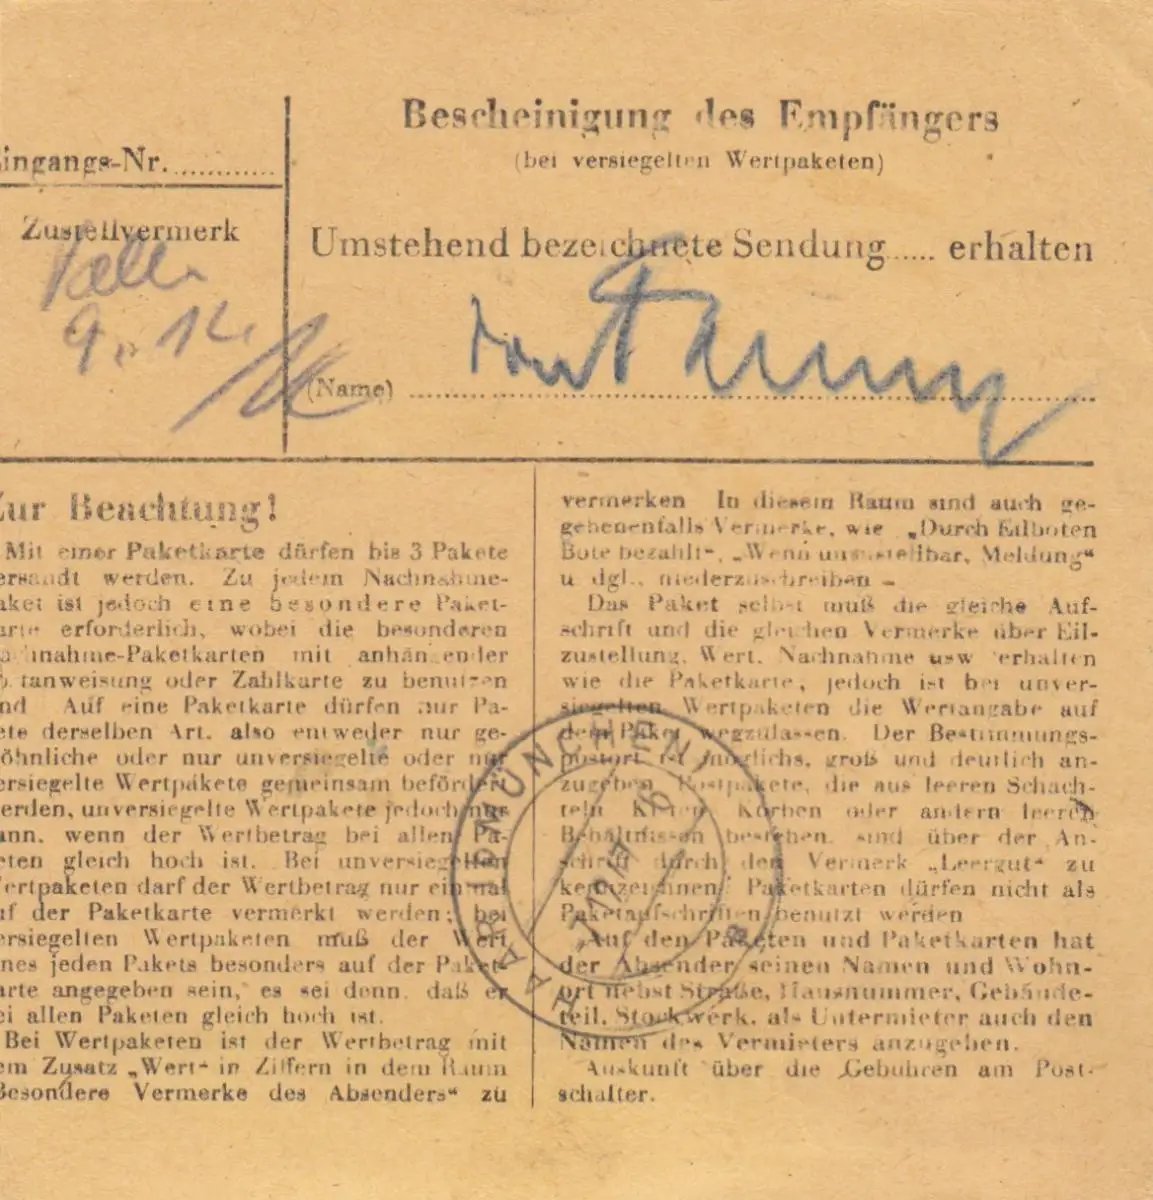 Bescheinigung des Empfängers
(bei versiegelten Wertpaketen)
Eingangs-Nr.
Zustellvermerk
9. 12.
Umstehend bezeichnete Sendung...... erhalten
(Name)
Zur Beachtung!
Mit einer Paketkarte dürfen bis 3 Pakete
versandt werden. Zu jedem Nachnahme-
paket ist jedoch eine besondere Paket-
karte erforderlich, wobei die besonderen
Nachnahme-Paketkarten mit anhängender
Postanweisung oder Zahlkarte zu benutzen
sind. Auf eine Paketkarte dürfen nur Pa-
kete derselben Art, also entweder nur ge-
wöhnliche oder nur unversiegelte oder nur
versiegelte Wertpakete gemeinsam befördert
werden, unversiegelte Wertpakete jedoch nur
dann, wenn der Wertbetrag bei allen Pa-
keten gleich hoch ist. Bei unversiegelten
Wertpaketen darf der Wertbetrag nur einmal
auf der Paketkarte vermerkt werden; bei
versiegelten Wertpaketen muß der Wert
eines jeden Pakets besonders auf der Paket-
karte angegeben sein, es sei denn, daß er
bei allen Paketen gleich hoch ist.
Bei Wertpaketen ist der Wertbetrag mit
dem Zusatz „Wert“ in Ziffern in dem Raum
„Besondere Vermerke des Absenders“ zu
vermerken In diesem Raum sind auch ge-
gebenenfalls Vermerke, wie „Durch Eilboten
Bote bezahlt“, „Wenn unzustellbar, Meldung“
u dgl., niederzuschreiben –
Das Paket selbst muß die gleiche Auf-
schrift und die gleichen Vermerke über Eil-
zustellung, Wert, Nachnahme usw erhalten
wie die Paketkarte, jedoch ist bei unver-
siegelten Wertpaketen die Wertangabe auf
dem Paket wegzulassen. Der Bestimmungs-
postort ist möglichs, groß und deutlich an-
zugeben. Postpakete, die aus leeren Schach-
teln Kisten, Körben oder andern leeren
Behältnissen bestehen, sind über der An-
schrift durch den Vermerk „Leergut“ zu
kennzeichnen. Paketkarten dürfen nicht als
Paketaufschriften benutzt werden
„Auf den Paketen und Paketkarten hat
der Absender seinen Namen und Wohn-
ort nebst Straße, Hausnummer, Gebäude-
teil, Stockwerk, als Untermieter auch den
Namen des Vermieters anzugeben.
Auskunft über die Gebühren am Post-
schalter.
MÜNCHEN